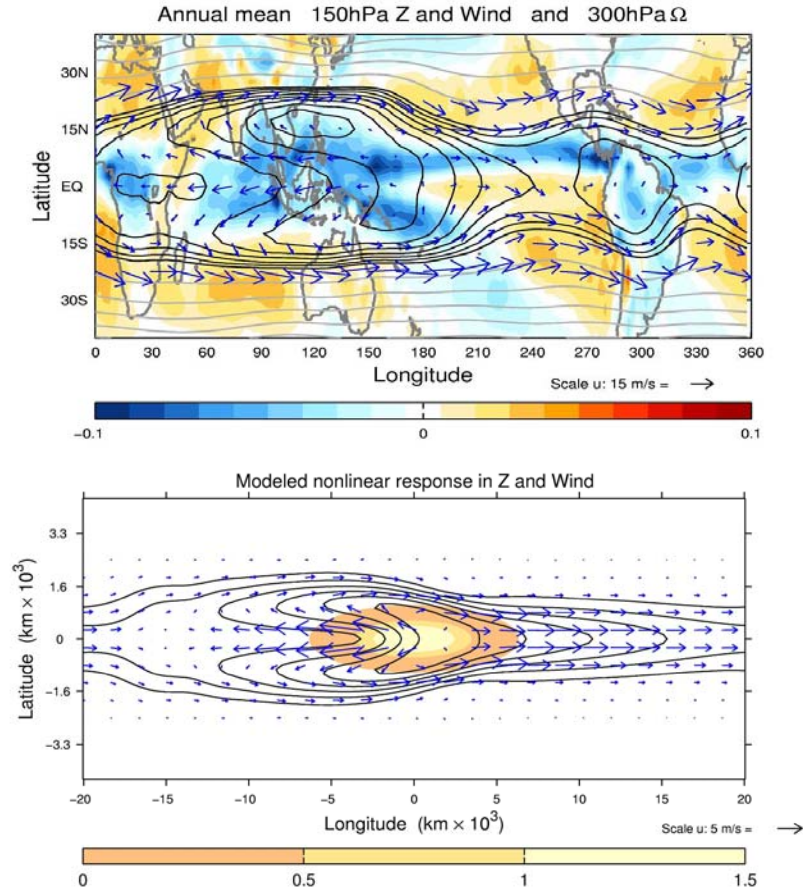 Annual mean 150hPa Z and Wind and 300hPa Ω
Latitude
30N
15N
EQ
15S
30S
0 30 60 90 120 150 180 210 240 270 300 330 360
Longitude
Scale u: 15 m/s =
−0.1 0 0.1
Modeled nonlinear response in Z and Wind
Latitude (km × 10³)
3.3
1.6
0
−1.6
−3.3
−20 −15 −10 −5 0 5 10 15 20
Longitude (km × 10³)
Scale u: 5 m/s =
0 0.5 1 1.5